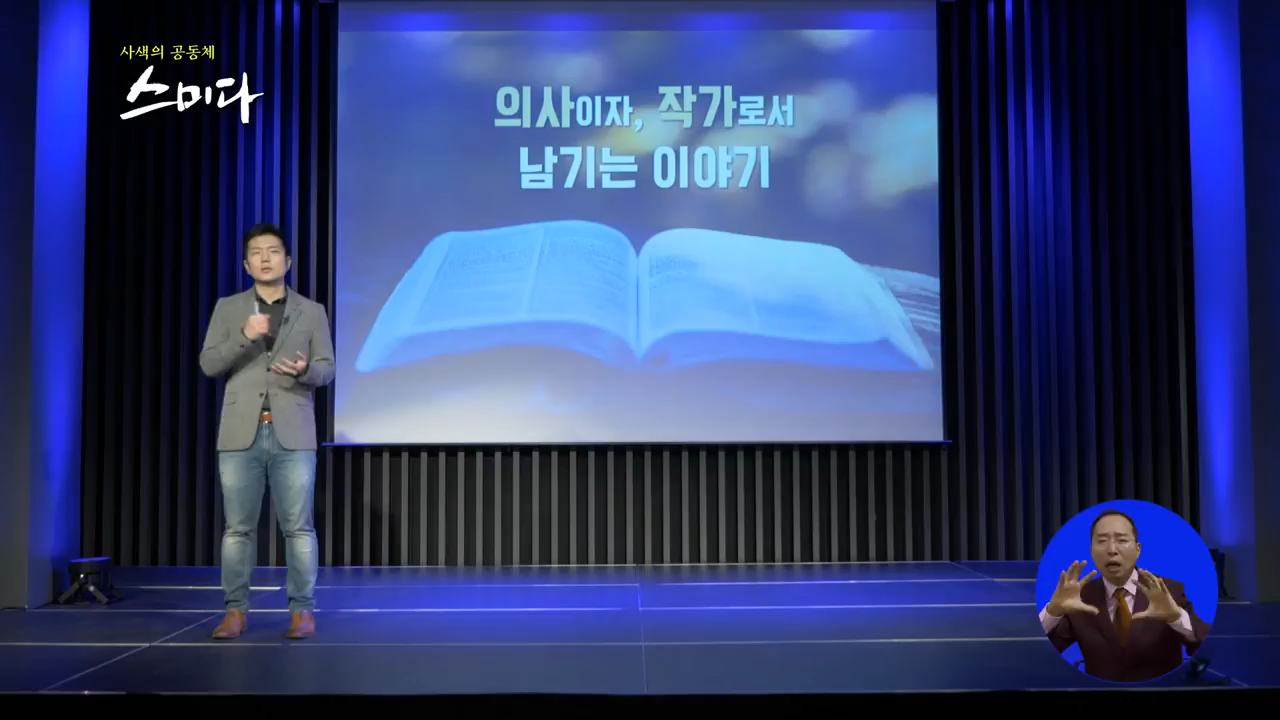 사색의 공동체
스미다
의사이자, 작가로서
남기는 이야기